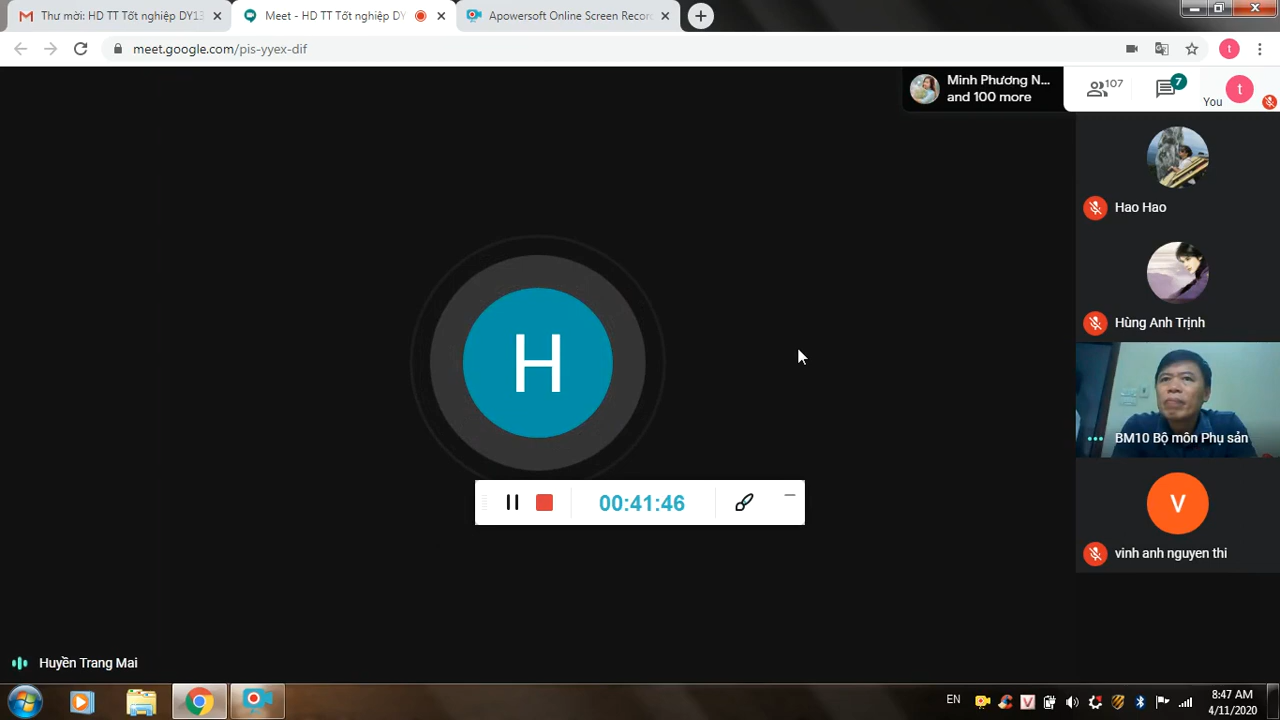 Thư mời: HD TT Tốt nghiệp DY13
Meet - HD TT Tốt nghiệp DY
Apowersoft Online Screen Recor
meet.google.com/pis-yyex-dif
t
Minh Phương N...
and 100 more
107
7
You
t
Hao Hao
Hùng Anh Trịnh
H
BM10 Bộ môn Phụ sản
00:41:46
V
vinh anh nguyen thi
Huyền Trang Mai
EN
8:47 AM
4/11/2020